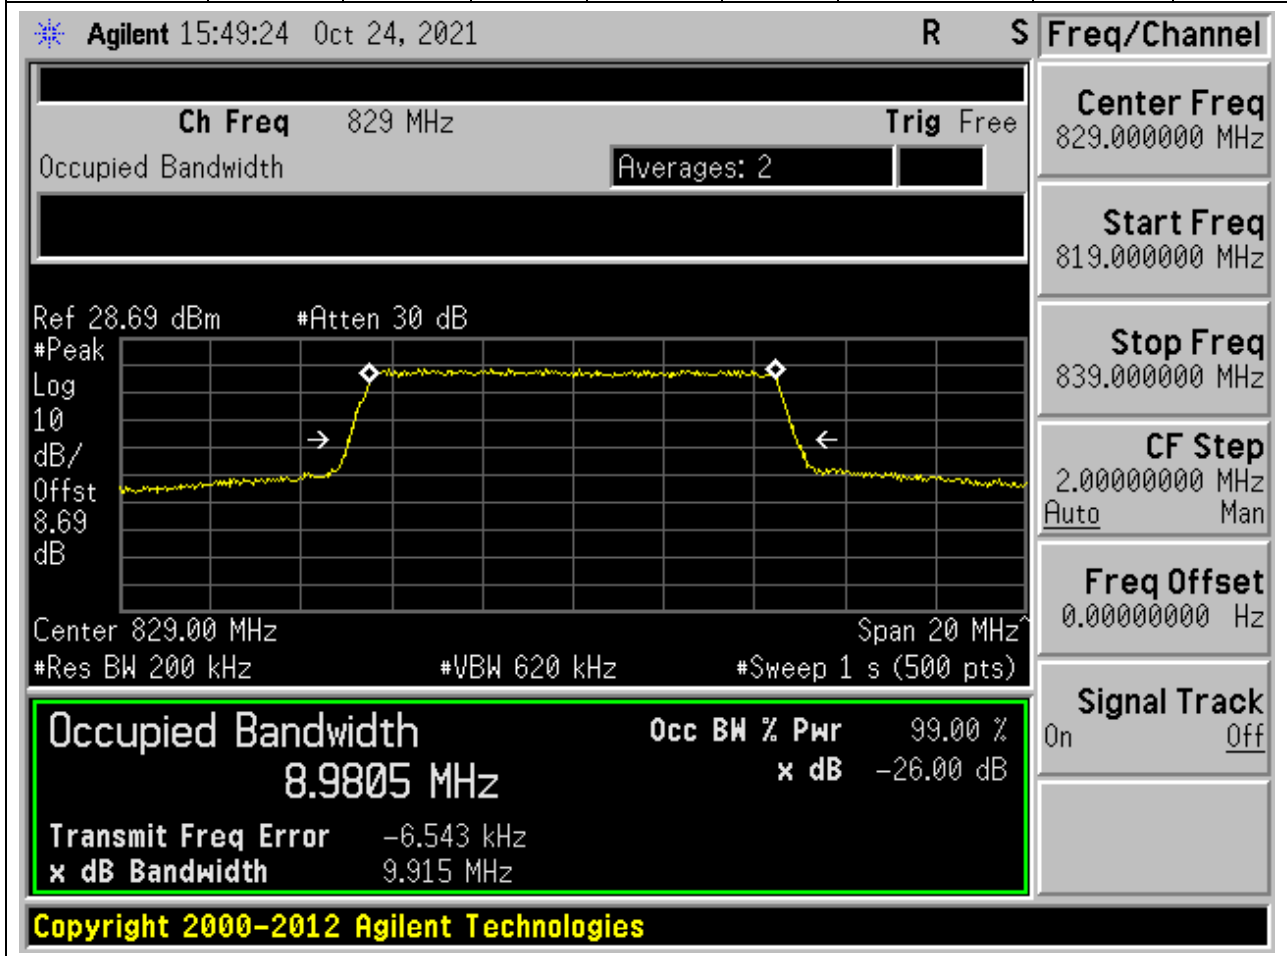 Agilent 15:49:24 Oct 24, 2021 R S Freq/Channel
Ch Freq 829 MHz Trig Free
Occupied Bandwidth Averages: 2
Center Freq
829.000000 MHz
Start Freq
819.000000 MHz
Stop Freq
839.000000 MHz
CF Step
2.00000000 MHz
Auto Man
Freq Offset
0.00000000 Hz
Signal Track
On Off
Ref 28.69 dBm #Atten 30 dB
#Peak
Log
10
dB/
Offst
8.69
dB
Center 829.00 MHz Span 20 MHz^
#Res BW 200 kHz #VBW 620 kHz #Sweep 1 s (500 pts)
Occupied Bandwidth Occ BW % Pwr 99.00 %
8.9805 MHz x dB -26.00 dB
Transmit Freq Error -6.543 kHz
x dB Bandwidth 9.915 MHz
Copyright 2000-2012 Agilent Technologies